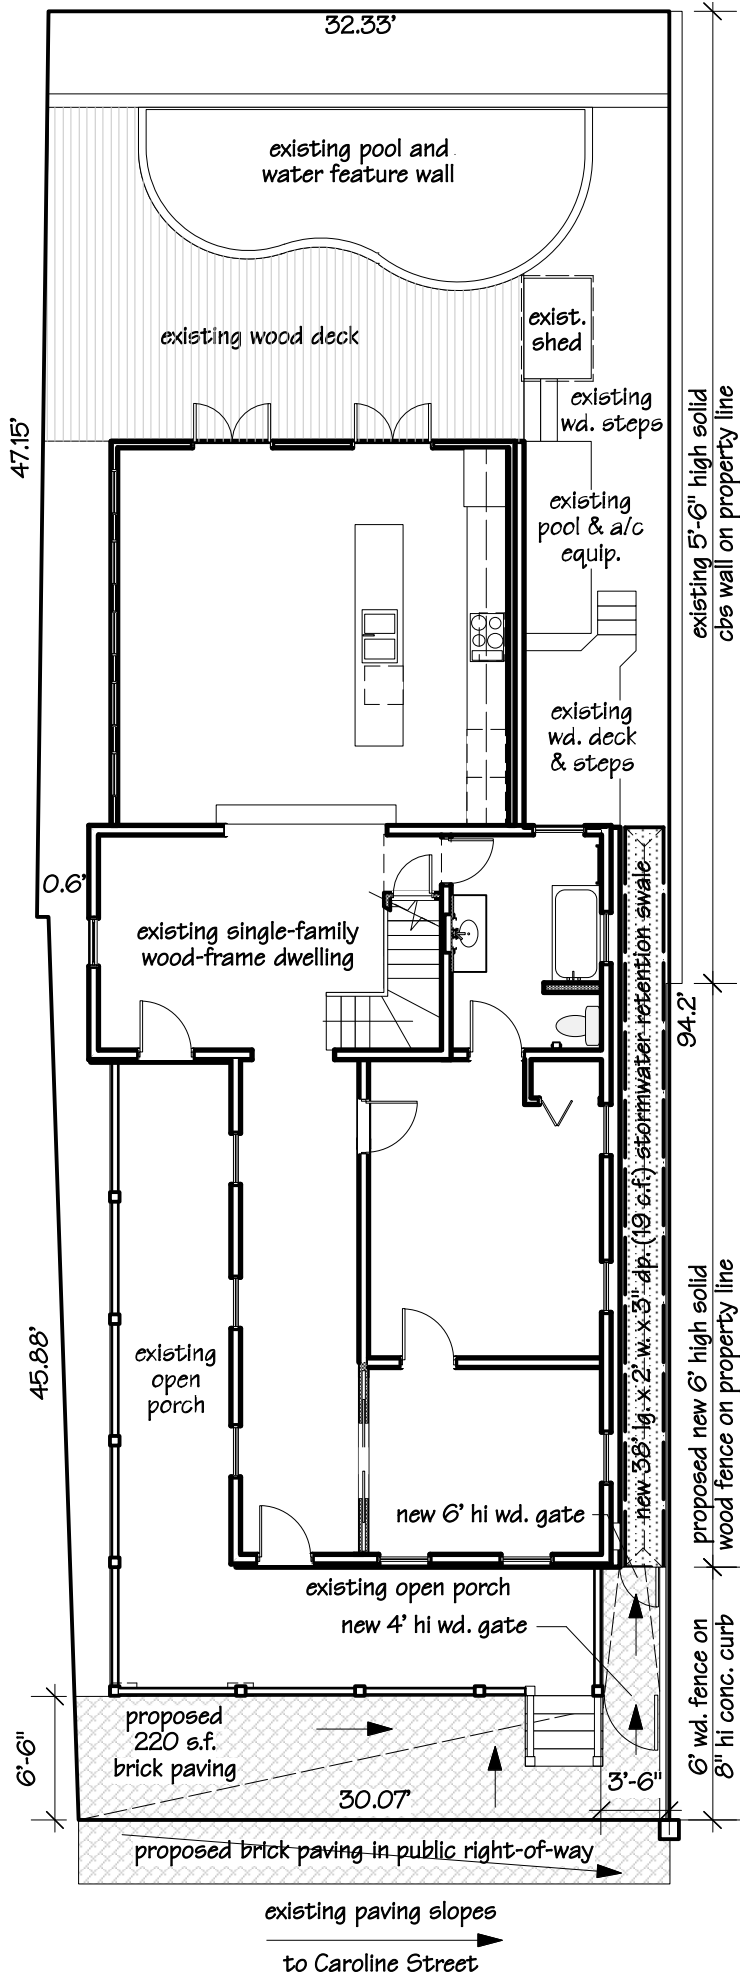 32.33'
existing pool and
water feature wall
existing wood deck
exist.
shed
existing
wd. steps
existing
pool & a/c
equip.
47.15'
existing 5'-6" high solid
cbs wall on property line
existing
wd. deck
& steps
0.6'
existing single-family
wood-frame dwelling
new 38' lg. x 2' w. x 3" dp. (19 c.f.) stormwater retention swale
94.2'
existing
open
porch
45.88'
proposed new 6' high solid
wood fence on property line
new 6' hi wd. gate
existing open porch
new 4' hi wd. gate
6' wd. fence on
8" hi conc. curb
6'-6"
proposed
220 s.f.
brick paving
30.07'
3'-6"
proposed brick paving in public right-of-way
existing paving slopes
to Caroline Street